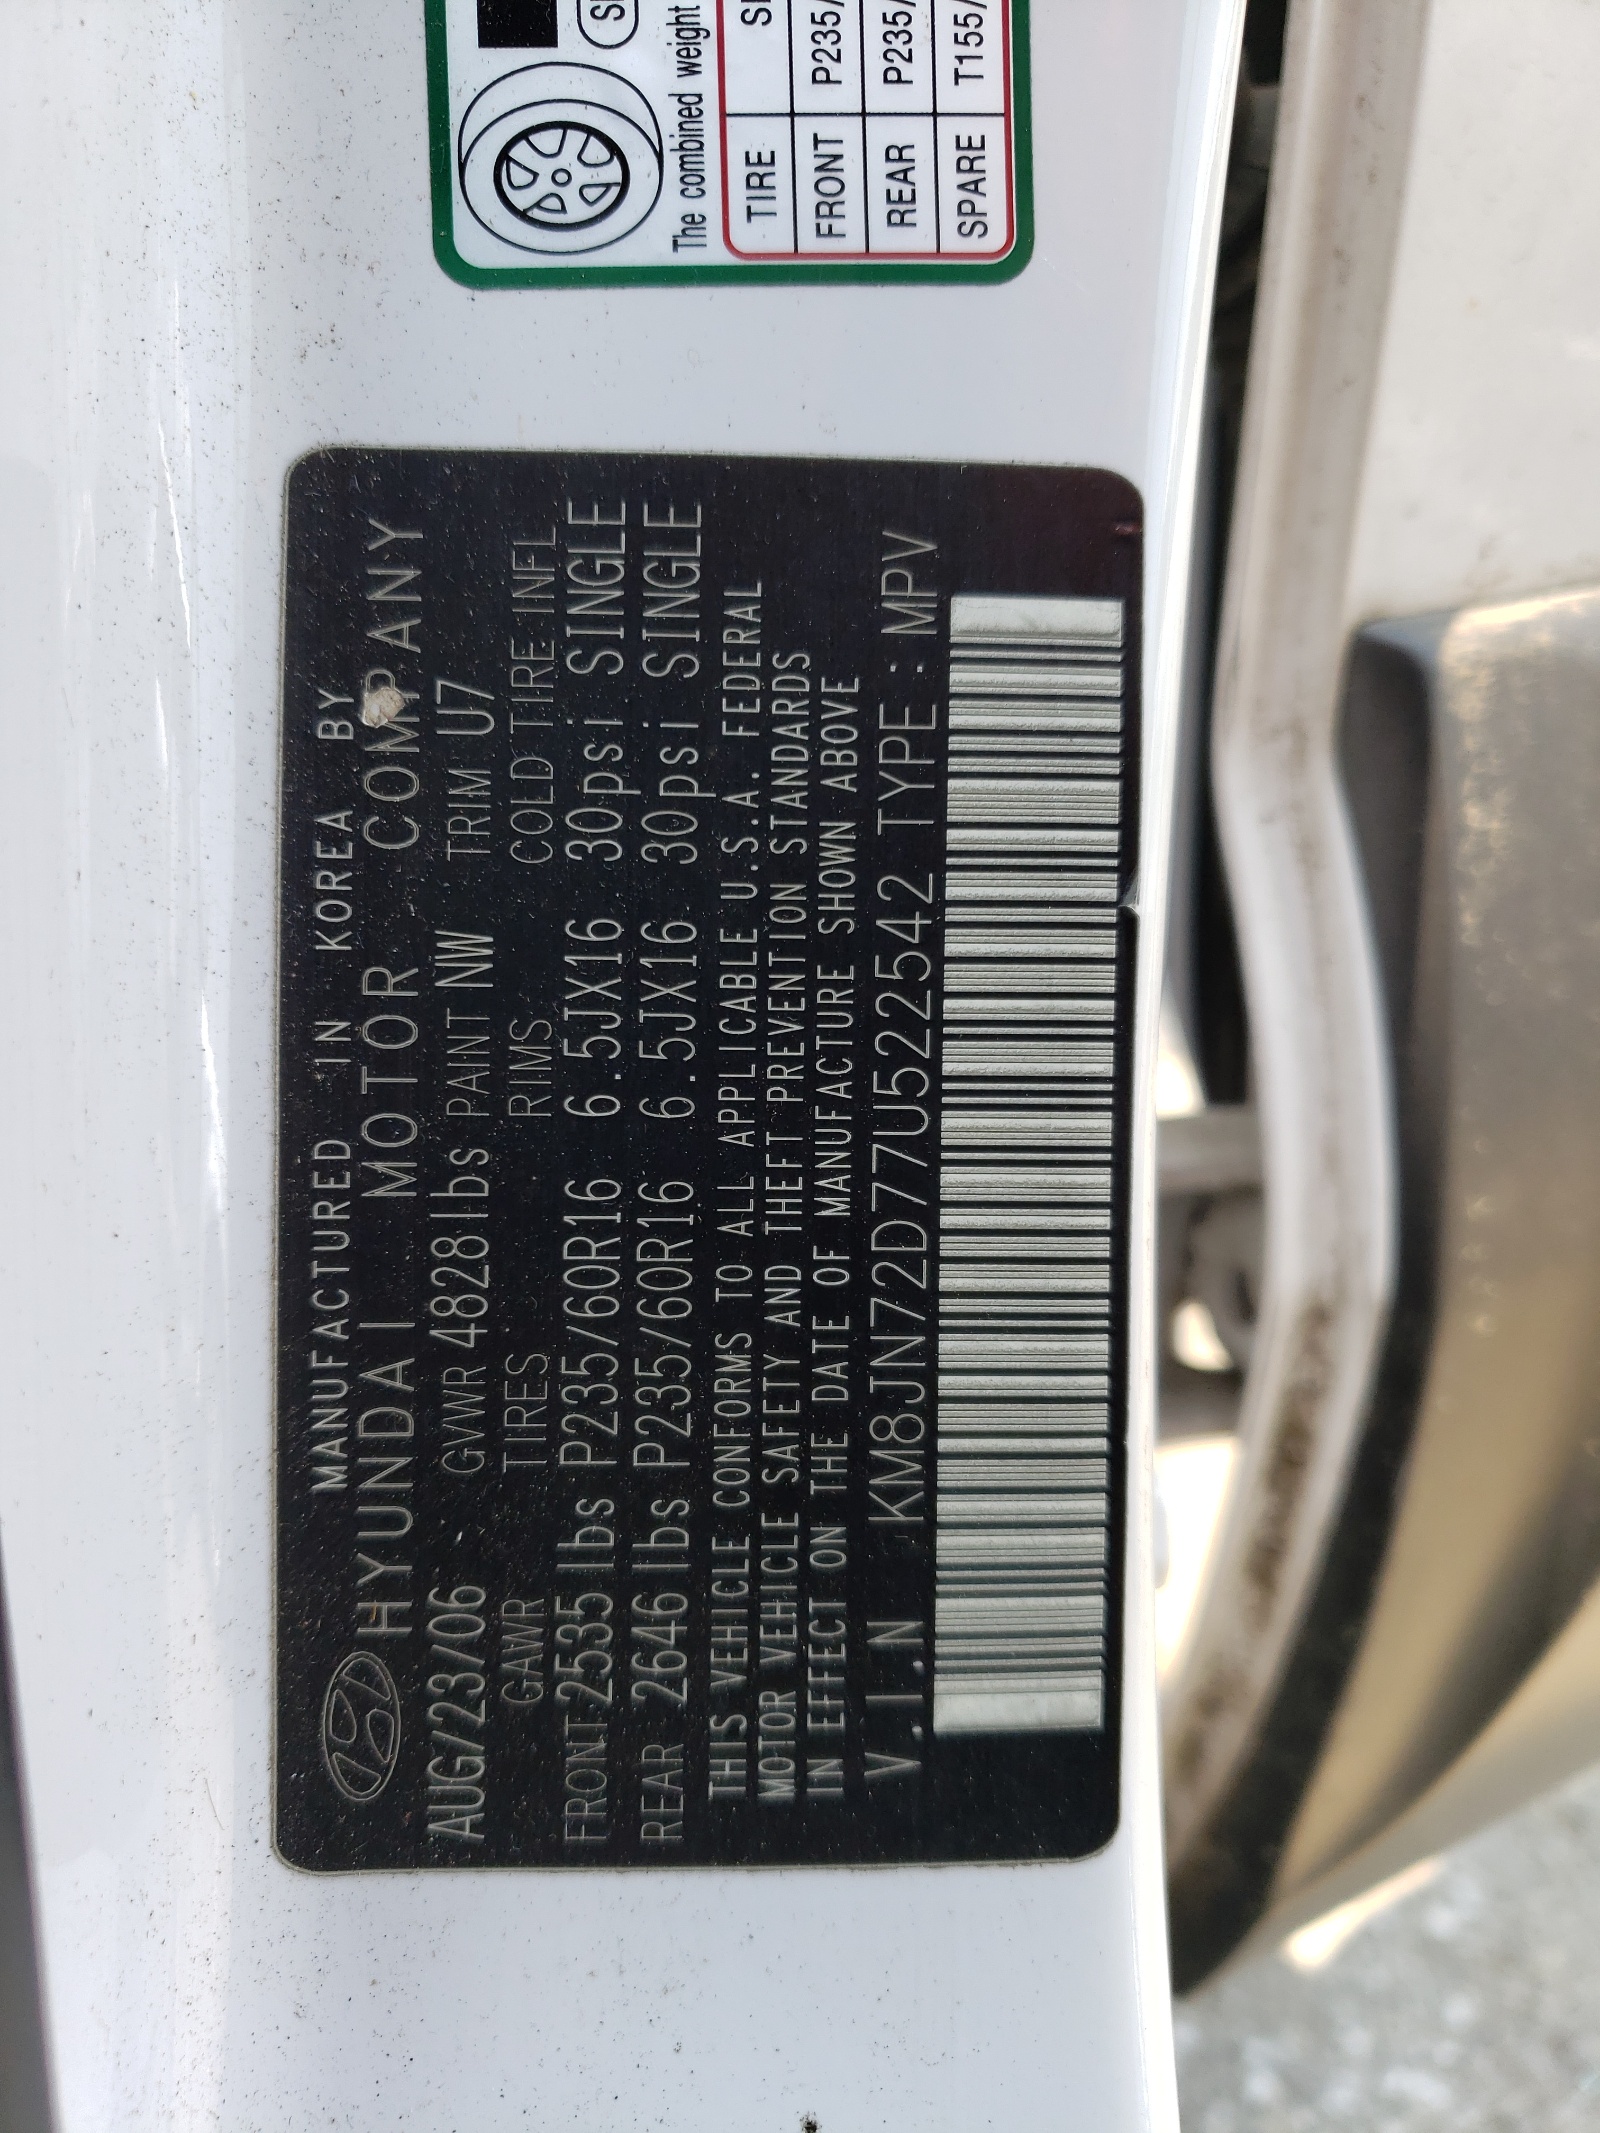 MANUFACTURED IN KOREA BY
HYUNDAI MOTOR COMPANY
AUG/23/06 GVWR 4828lbs PAINT NW TRIM U7
GAWR TIRES RIMS COLD TIRE INFL
FRONT 2535 lbs P235/60R16 6.5JX16 30psi SINGLE
REAR 2646 lbs P235/60R16 6.5JX16 30psi SINGLE
THIS VEHICLE CONFORMS TO ALL APPLICABLE U.S.A. FEDERAL
MOTOR VEHICLE SAFETY AND THEFT PREVENTION STANDARDS
IN EFFECT ON THE DATE OF MANUFACTURE SHOWN ABOVE
V.I.N KM8JN72D77U522542 TYPE : MPV
The combined weight
TIRE
FRONT P235/
REAR P235/
SPARE T155/